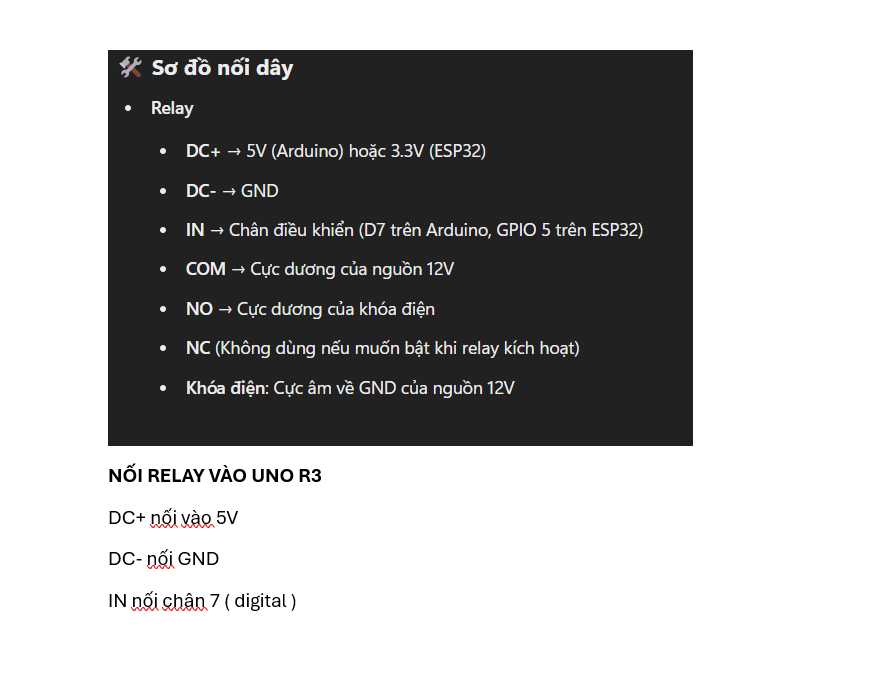 🛠 Sơ đồ nối dây
• Relay
• DC+ → 5V (Arduino) hoặc 3.3V (ESP32)
• DC- → GND
• IN → Chân điều khiển (D7 trên Arduino, GPIO 5 trên ESP32)
• COM → Cực dương của nguồn 12V
• NO → Cực dương của khóa điện
• NC (Không dùng nếu muốn bật khi relay kích hoạt)
• Khóa điện: Cực âm về GND của nguồn 12V
NỐI RELAY VÀO UNO R3
DC+ nối vào 5V
DC- nối GND
IN nối chân 7 ( digital )